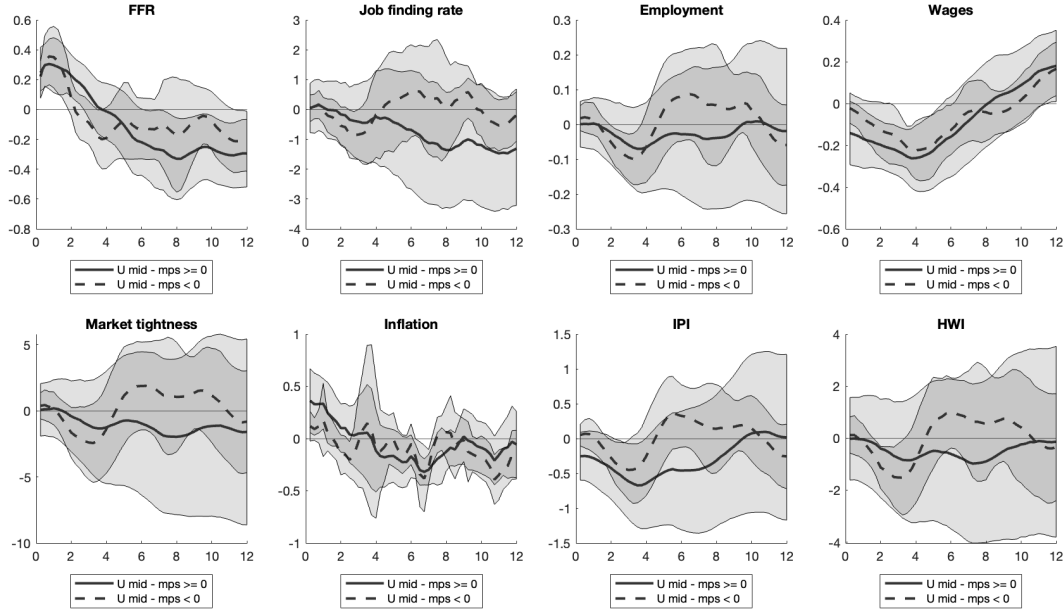 FFR
0.6
0.4
0.2
0
-0.2
-0.4
-0.6
-0.8
0 2 4 6 8 10 12
U mid - mps >= 0
U mid - mps < 0
Job finding rate
3
2
1
0
-1
-2
-3
-4
0 2 4 6 8 10 12
U mid - mps >= 0
U mid - mps < 0
Employment
0.3
0.2
0.1
0
-0.1
-0.2
-0.3
0 2 4 6 8 10 12
U mid - mps >= 0
U mid - mps < 0
Wages
0.4
0.2
0
-0.2
-0.4
-0.6
0 2 4 6 8 10 12
U mid - mps >= 0
U mid - mps < 0
Market tightness
5
0
-5
-10
0 2 4 6 8 10 12
U mid - mps >= 0
U mid - mps < 0
Inflation
1
0.5
0
-0.5
-1
0 2 4 6 8 10 12
U mid - mps >= 0
U mid - mps < 0
IPI
1.5
1
0.5
0
-0.5
-1
-1.5
0 2 4 6 8 10 12
U mid - mps >= 0
U mid - mps < 0
HWI
4
2
0
-2
-4
0 2 4 6 8 10 12
U mid - mps >= 0
U mid - mps < 0